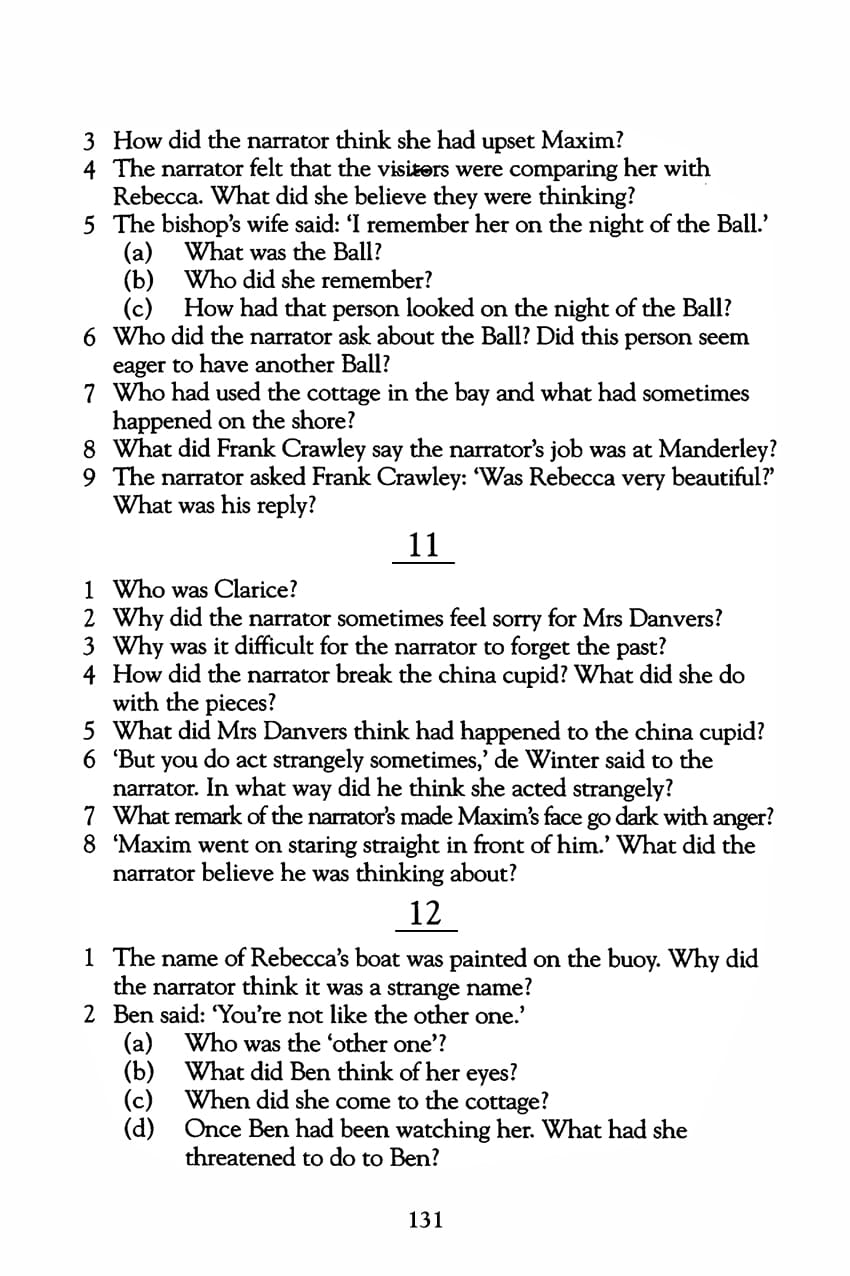 3 How did the narrator think she had upset Maxim?
4 The narrator felt that the visitors were comparing her with
Rebecca. What did she believe they were thinking?
5 The bishop's wife said: ‘I remember her on the night of the Ball.’
(a) What was the Ball?
(b) Who did she remember?
(c) How had that person looked on the night of the Ball?
6 Who did the narrator ask about the Ball? Did this person seem
eager to have another Ball?
7 Who had used the cottage in the bay and what had sometimes
happened on the shore?
8 What did Frank Crawley say the narrator's job was at Manderley?
9 The narrator asked Frank Crawley: ‘Was Rebecca very beautiful?’
What was his reply?
11
1 Who was Clarice?
2 Why did the narrator sometimes feel sorry for Mrs Danvers?
3 Why was it difficult for the narrator to forget the past?
4 How did the narrator break the china cupid? What did she do
with the pieces?
5 What did Mrs Danvers think had happened to the china cupid?
6 ‘But you do act strangely sometimes,’ de Winter said to the
narrator. In what way did he think she acted strangely?
7 What remark of the narrator's made Maxim's face go dark with anger?
8 ‘Maxim went on staring straight in front of him.’ What did the
narrator believe he was thinking about?
12
1 The name of Rebecca's boat was painted on the buoy. Why did
the narrator think it was a strange name?
2 Ben said: ‘You're not like the other one.’
(a) Who was the ‘other one’?
(b) What did Ben think of her eyes?
(c) When did she come to the cottage?
(d) Once Ben had been watching her. What had she
threatened to do to Ben?
131